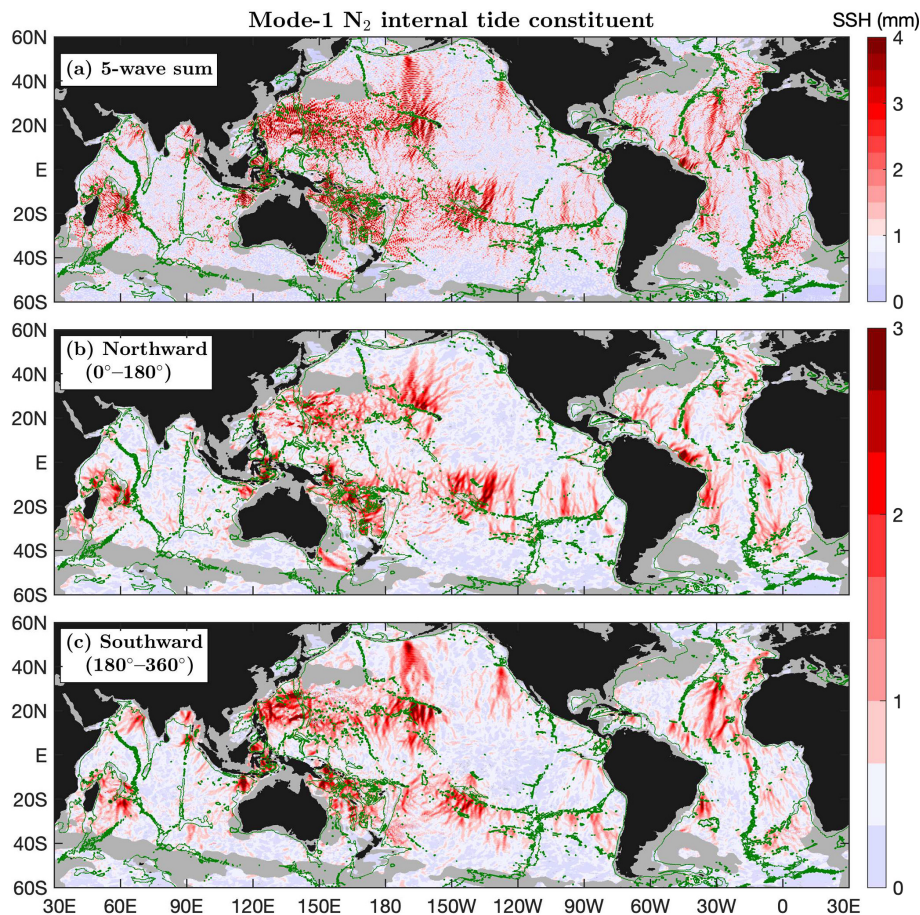 Mode-1 N₂ internal tide constituent
SSH (mm)
60N
40N
20N
E
20S
40S
60S
(a) 5-wave sum
4
3
2
1
0
60N
40N
20N
E
20S
40S
60S
(b) Northward
(0°–180°)
3
2
1
0
60N
40N
20N
E
20S
40S
60S
(c) Southward
(180°–360°)
30E 60E 90E 120E 150E 180 150W 120W 90W 60W 30W 0 30E